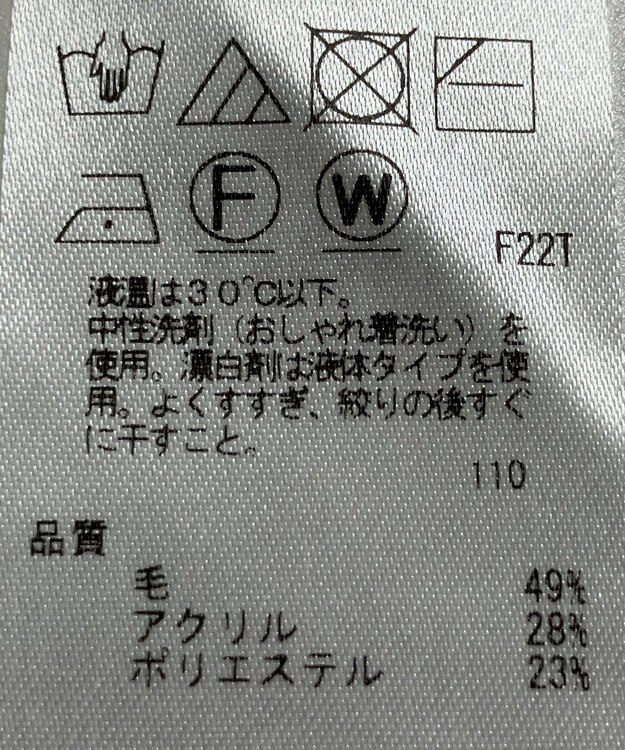 F
W
F22T
液温は30℃以下。
中性洗剤（おしゃれ着洗い）を
使用。漂白剤は液体タイプを使
用。よくすすぎ、絞りの後すぐ
に干すこと。
110
品質
毛 49%
アクリル 28%
ポリエステル 23%